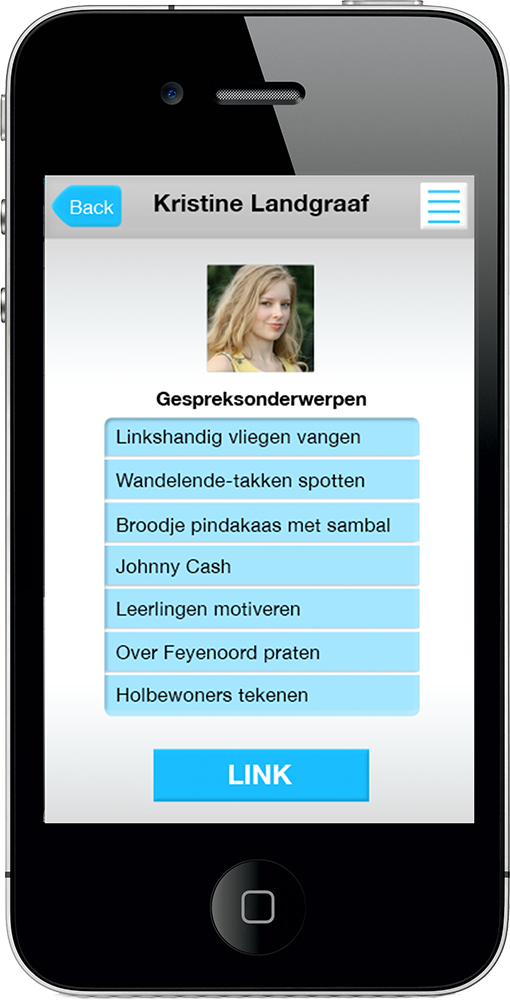 Back
Kristine Landgraaf
Gespreksonderwerpen
Linkshandig vliegen vangen
Wandelende-takken spotten
Broodje pindakaas met sambal
Johnny Cash
Leerlingen motiveren
Over Feyenoord praten
Holbewoners tekenen
LINK